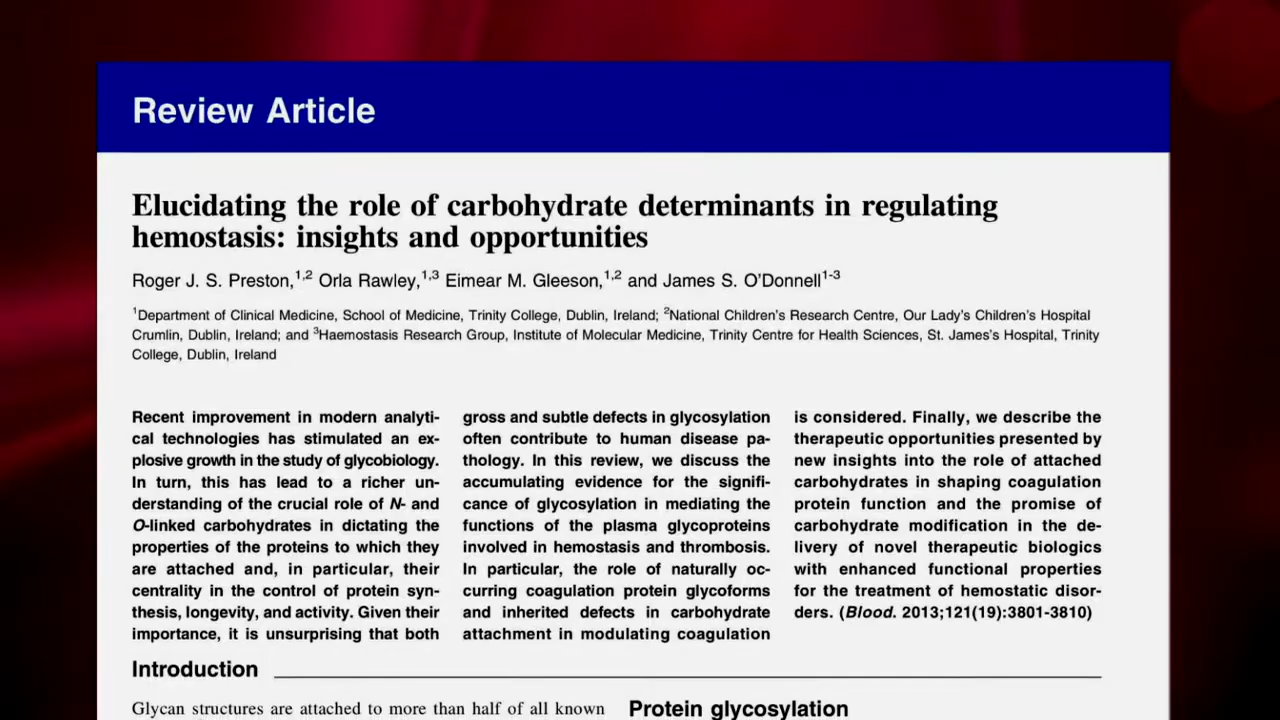 Review Article
Elucidating the role of carbohydrate determinants in regulating
hemostasis: insights and opportunities
Roger J. S. Preston,1,2 Orla Rawley,1,3 Eimear M. Gleeson,1,2 and James S. O'Donnell1-3
1Department of Clinical Medicine, School of Medicine, Trinity College, Dublin, Ireland; 2National Children's Research Centre, Our Lady's Children's Hospital
Crumlin, Dublin, Ireland; and 3Haemostasis Research Group, Institute of Molecular Medicine, Trinity Centre for Health Sciences, St. James's Hospital, Trinity
College, Dublin, Ireland
Recent improvement in modern analyti-
cal technologies has stimulated an ex-
plosive growth in the study of glycobiology.
In turn, this has lead to a richer un-
derstanding of the crucial role of N- and
O-linked carbohydrates in dictating the
properties of the proteins to which they
are attached and, in particular, their
centrality in the control of protein syn-
thesis, longevity, and activity. Given their
importance, it is unsurprising that both
gross and subtle defects in glycosylation
often contribute to human disease pa-
thology. In this review, we discuss the
accumulating evidence for the signifi-
cance of glycosylation in mediating the
functions of the plasma glycoproteins
involved in hemostasis and thrombosis.
In particular, the role of naturally oc-
curring coagulation protein glycoforms
and inherited defects in carbohydrate
attachment in modulating coagulation
is considered. Finally, we describe the
therapeutic opportunities presented by
new insights into the role of attached
carbohydrates in shaping coagulation
protein function and the promise of
carbohydrate modification in the de-
livery of novel therapeutic biologics
with enhanced functional properties
for the treatment of hemostatic disor-
ders. (Blood. 2013;121(19):3801-3810)
Introduction
Glycan structures are attached to more than half of all known
Protein glycosylation